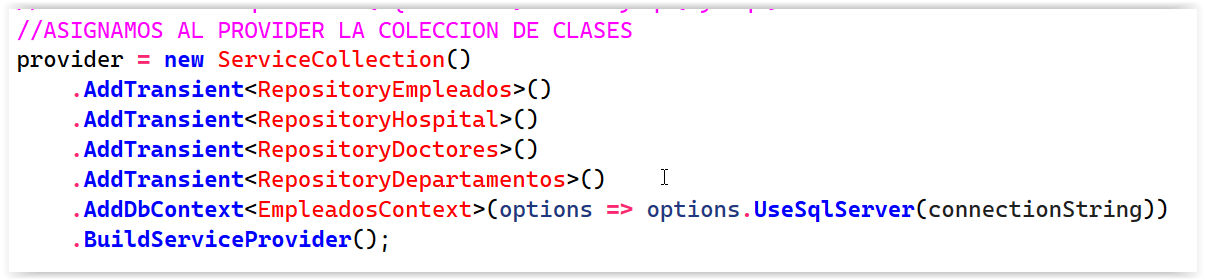 //ASIGNAMOS AL PROVIDER LA COLECCION DE CLASES
provider = new ServiceCollection()
    .AddTransient<RepositoryEmpleados>()
    .AddTransient<RepositoryHospital>()
    .AddTransient<RepositoryDoctores>()
    .AddTransient<RepositoryDepartamentos>()
    .AddDbContext<EmpleadosContext>(options => options.UseSqlServer(connectionString))
    .BuildServiceProvider();